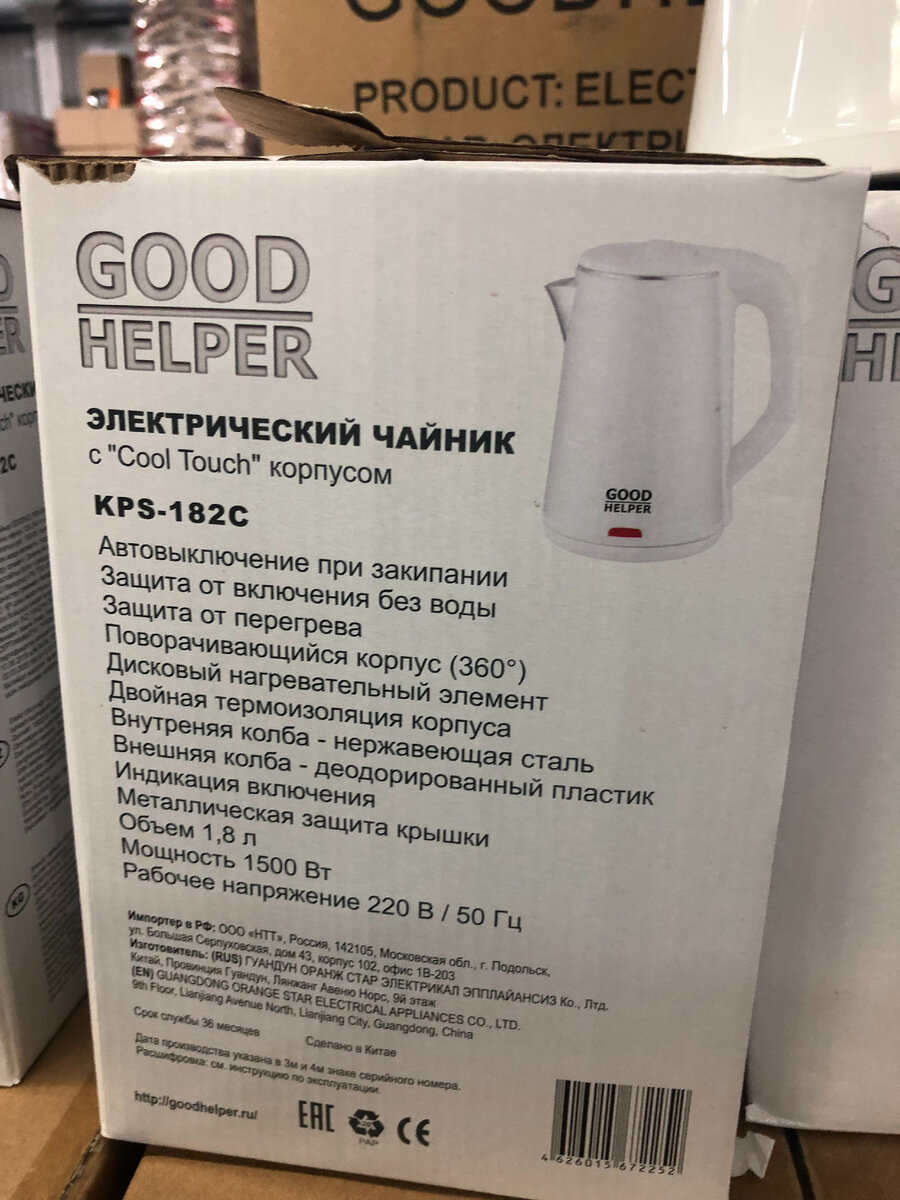 PRODUCT: ELECT
GOOD
HELPER
ЭЛЕКТРИЧЕСКИЙ ЧАЙНИК
с "Cool Touch" корпусом
KPS-182C
GOOD
HELPER
Автовыключение при закипании
Защита от включения без воды
Защита от перегрева
Поворачивающийся корпус (360°)
Дисковый нагревательный элемент
Двойная термоизоляция корпуса
Внутреняя колба - нержавеющая сталь
Внешняя колба - деодорированный пластик
Индикация включения
Металлическая защита крышки
Объем 1,8 л
Мощность 1500 Вт
Рабочее напряжение 220 В / 50 Гц
Импортер в РФ: ООО «НТТ», Россия, 142105, Московская обл., г. Подольск,
ул. Большая Серпуховская, дом 43, корпус 102, офис 1В-203
Изготовитель: (RUS) ГУАНДУН ОРАНЖ СТАР ЭЛЕКТРИКАЛ ЭППЛАЙАНСИЗ Ко., Лтд.
Китай, Провинция Гуандун, Лянжанг Авеню Норс, 9й этаж
(EN) GUANGDONG ORANGE STAR ELECTRICAL APPLIANCES CO., LTD.
9th Floor, Lianjiang Avenue North, Lianjiang City, Guangdong, China
Срок службы 36 месяцев
Сделано в Китае
Дата производства указана в 3м и 4м знаке серийного номера.
Расшифровка: см. инструкцию по эксплуатации.
http://goodhelper.ru/
EAC
PAP
CE
4 626015 672252